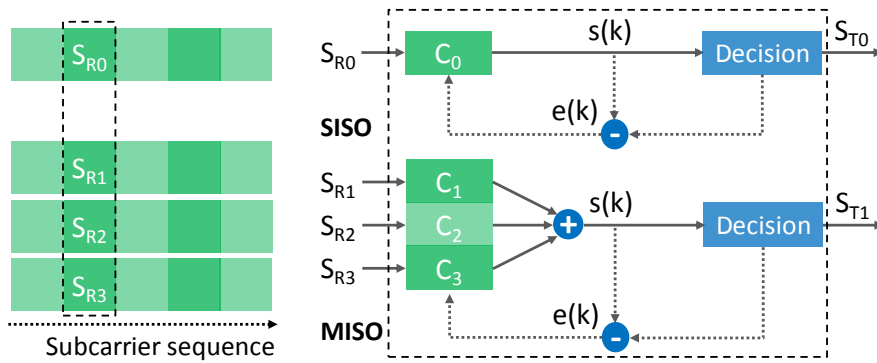 S_R0
S_R1
S_R2
S_R3
Subcarrier sequence
S_R0
C_0
s(k)
Decision
S_T0
e(k)
-
SISO
S_R1
C_1
S_R2
C_2
+
s(k)
Decision
S_T1
S_R3
C_3
e(k)
-
MISO